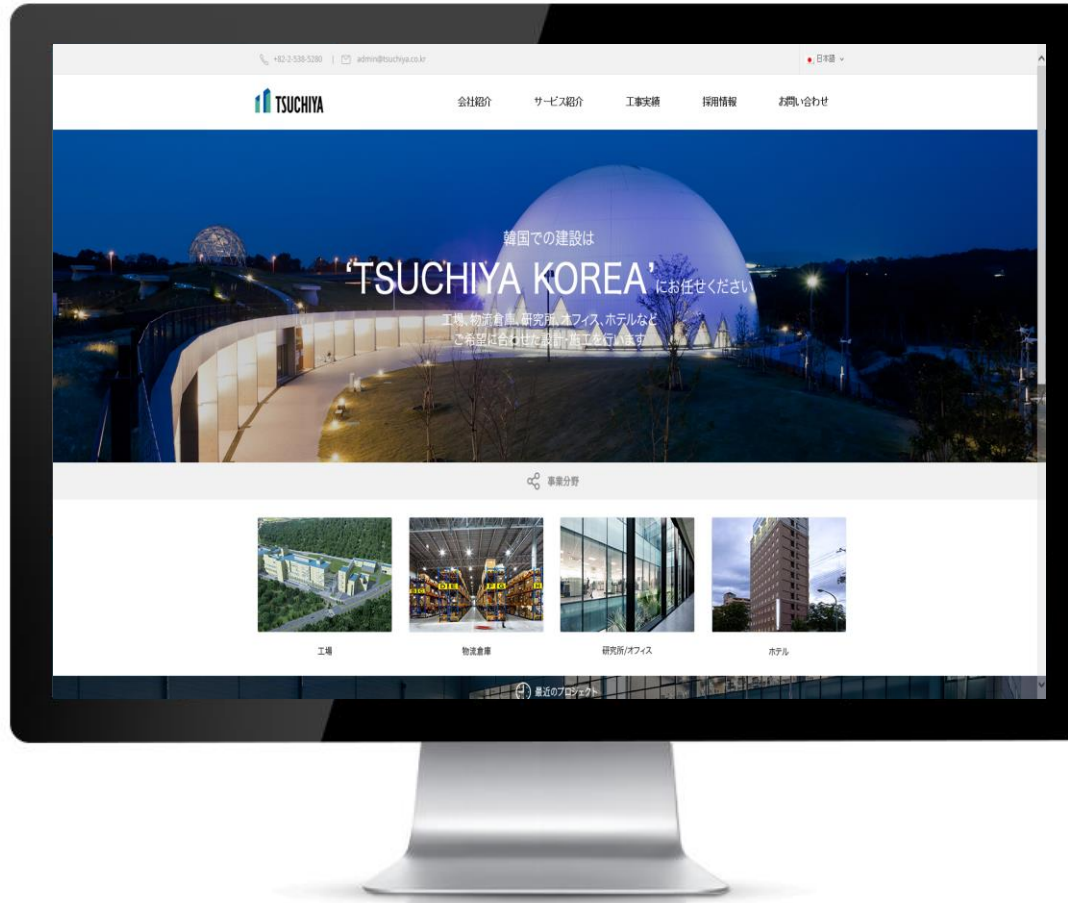 +82-2-538-5280 | admin@tsuchiya.co.kr
日本語
TSUCHIYA
会社紹介 サービス紹介 工事実績 採用情報 お問い合わせ
韓国での建設は
'TSUCHIYA KOREA' にお任せください
工場、物流倉庫、研究所、オフィス、ホテルなど
ご希望に合わせた設計・施工を行います
事業分野
工場 物流倉庫 研究所/オフィス ホテル
最近のプロジェクト